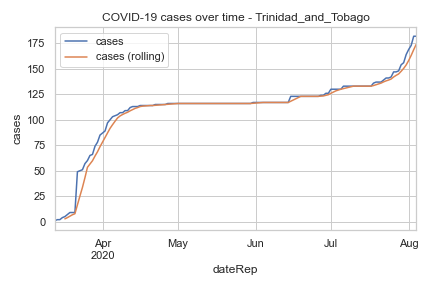 COVID-19 cases over time - Trinidad_and_Tobago
cases
cases (rolling)
175
150
125
100
75
50
25
0
cases
Apr
2020
May
Jun
Jul
Aug
dateRep